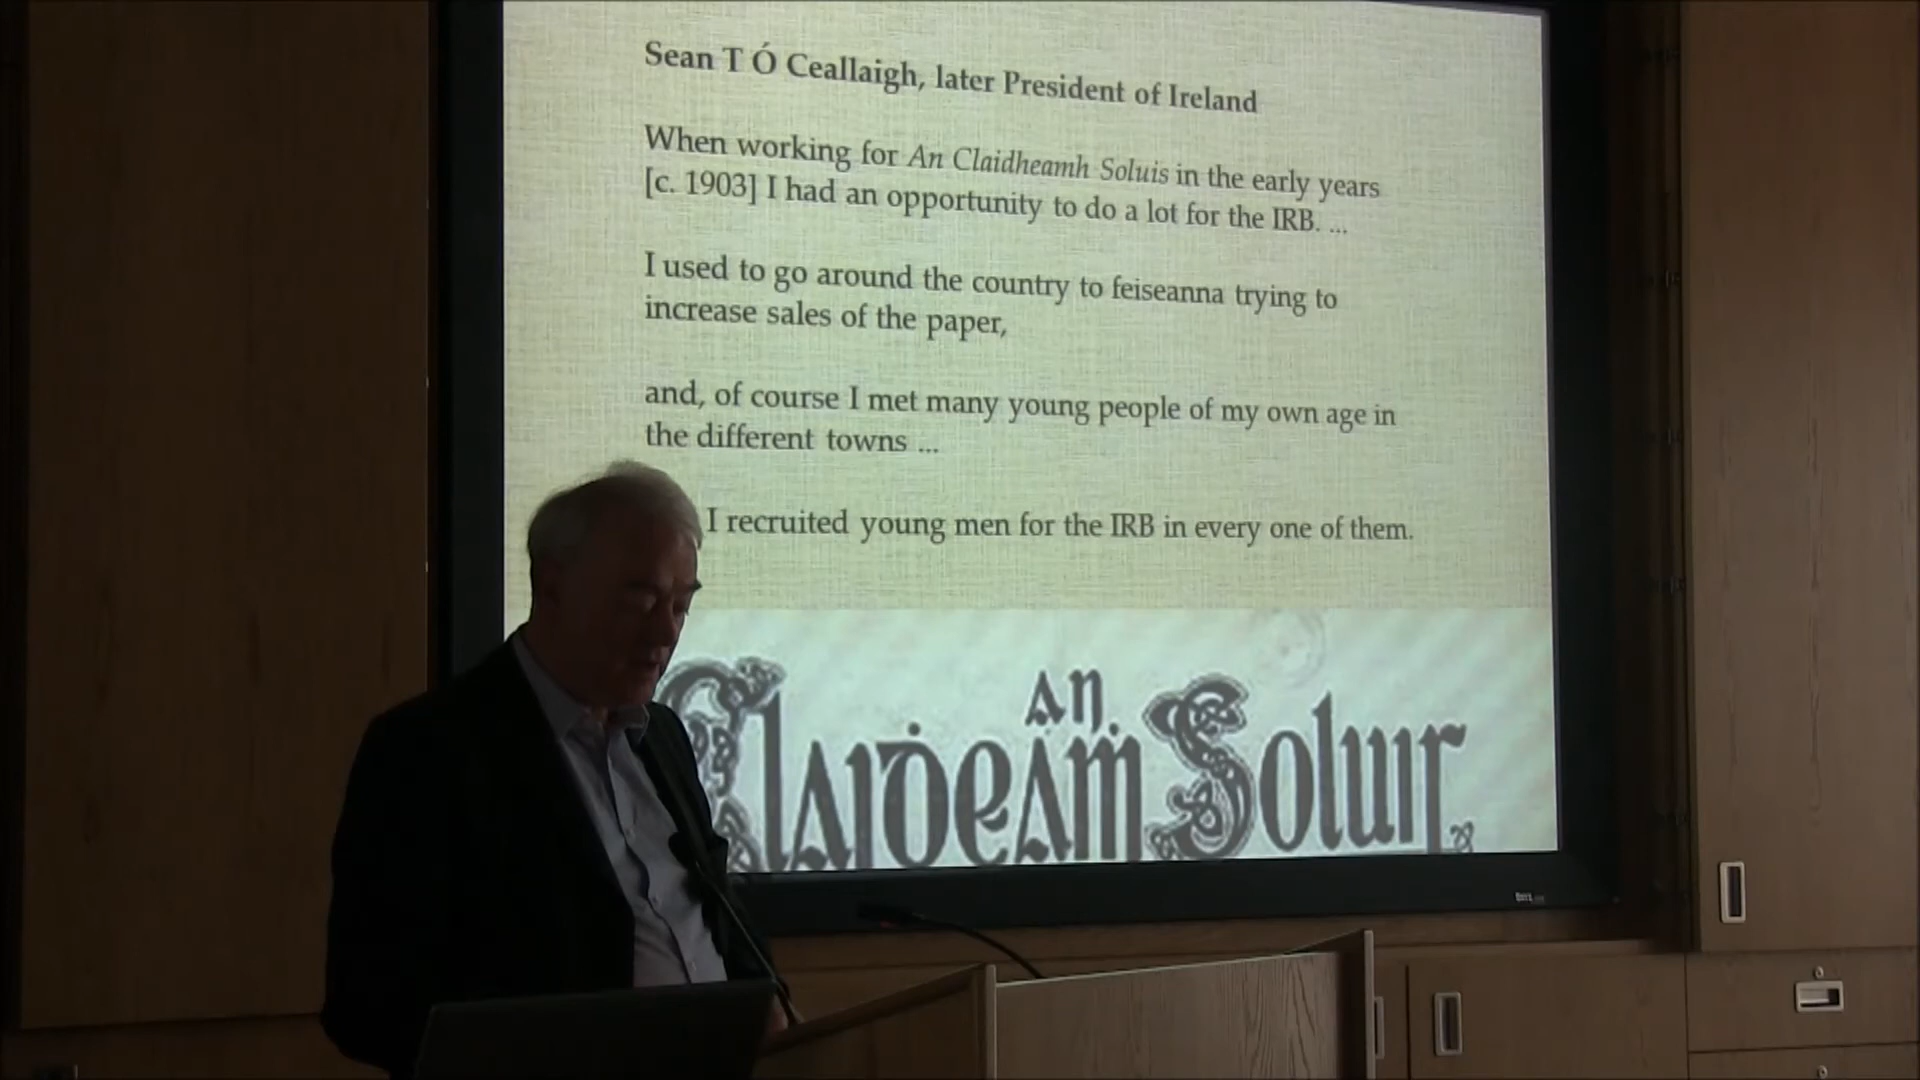 Sean T Ó Ceallaigh, later President of Ireland
When working for An Claidheamh Soluis in the early years
[c. 1903] I had an opportunity to do a lot for the IRB. ...
I used to go around the country to feiseanna trying to
increase sales of the paper,
and, of course I met many young people of my own age in
the different towns ...
I recruited young men for the IRB in every one of them.
An
Claiḋeaṁ Soluis